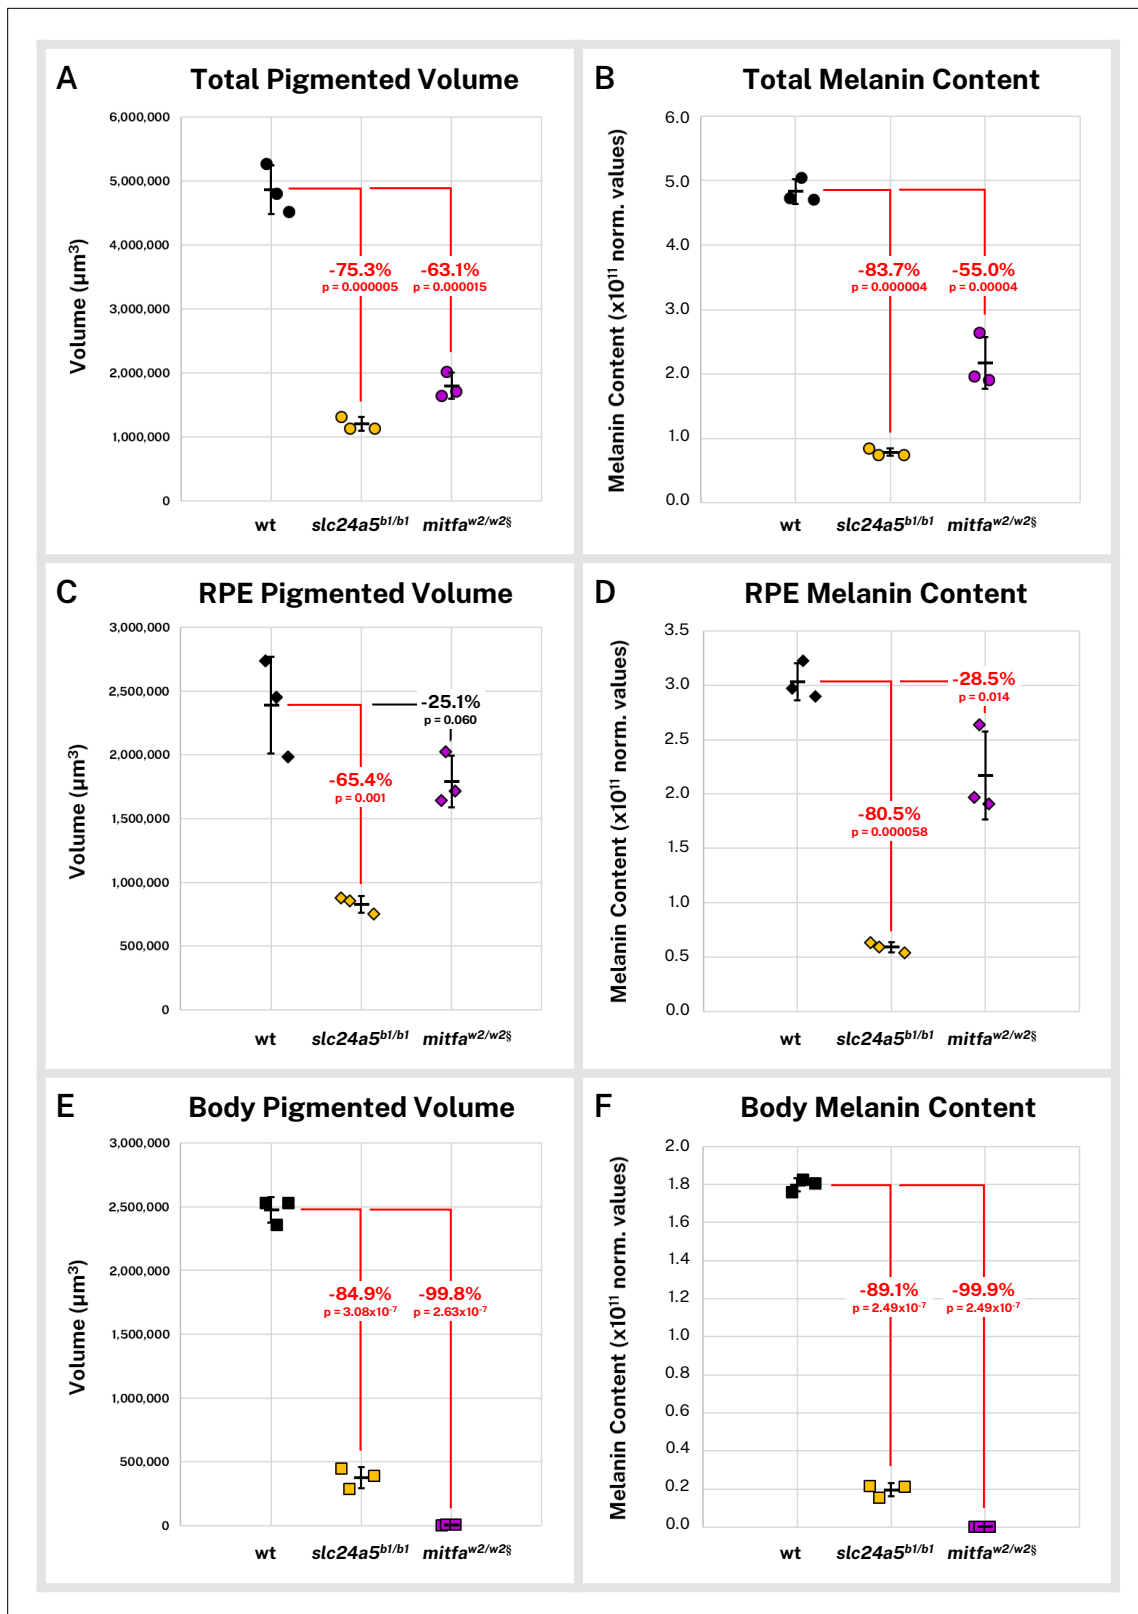 A Total Pigmented Volume
6,000,000
5,000,000
4,000,000
3,000,000
2,000,000
1,000,000
0
Volume (µm³)
-75.3%
p = 0.000005
-63.1%
p = 0.000015
wt slc24a5b1/b1 mitfaw2/w2§
B Total Melanin Content
6.0
5.0
4.0
3.0
2.0
1.0
0.0
Melanin Content (x10¹¹ norm. values)
-83.7%
p = 0.000004
-55.0%
p = 0.00004
wt slc24a5b1/b1 mitfaw2/w2§
C RPE Pigmented Volume
3,000,000
2,500,000
2,000,000
1,500,000
1,000,000
500,000
0
Volume (µm³)
-65.4%
p = 0.001
-25.1%
p = 0.060
wt slc24a5b1/b1 mitfaw2/w2§
D RPE Melanin Content
3.5
3.0
2.5
2.0
1.5
1.0
0.5
0.0
Melanin Content (x10¹¹ norm. values)
-80.5%
p = 0.000058
-28.5%
p = 0.014
wt slc24a5b1/b1 mitfaw2/w2§
E Body Pigmented Volume
3,000,000
2,500,000
2,000,000
1,500,000
1,000,000
500,000
0
Volume (µm³)
-84.9%
p = 3.08x10⁻⁷
-99.8%
p = 2.63x10⁻⁷
wt slc24a5b1/b1 mitfaw2/w2§
F Body Melanin Content
2.0
1.8
1.6
1.4
1.2
1.0
0.8
0.6
0.4
0.2
0.0
Melanin Content (x10¹¹ norm. values)
-89.1%
p = 2.49x10⁻⁷
-99.9%
p = 2.49x10⁻⁷
wt slc24a5b1/b1 mitfaw2/w2§